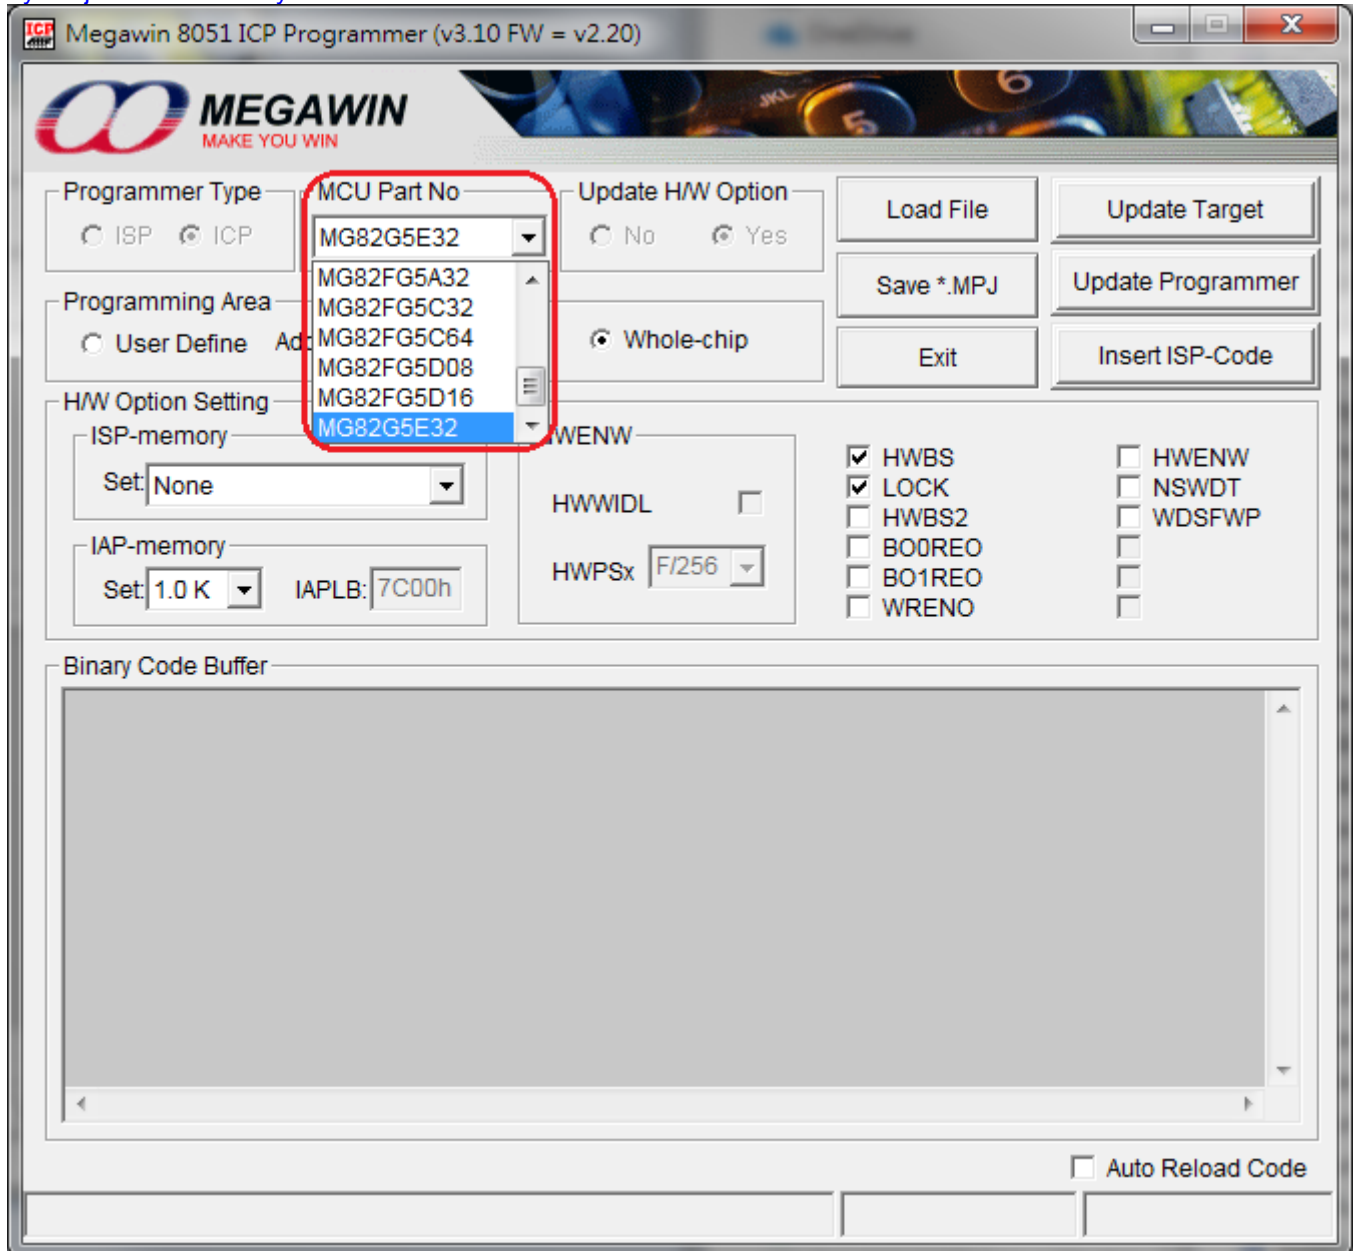 Megawin 8051 ICP Programmer (v3.10 FW = v2.20)
MEGAWIN
MAKE YOU WIN
JKL
5
6
Programmer Type
ISP
ICP
MCU Part No
MG82G5E32
MG82FG5A32
MG82FG5C32
MG82FG5C64
MG82FG5D08
MG82FG5D16
MG82G5E32
Update H/W Option
No
Yes
Load File
Update Target
Save *.MPJ
Update Programmer
Exit
Insert ISP-Code
Programming Area
User Define
Whole-chip
H/W Option Setting
ISP-memory
Set: None
IAP-memory
Set: 1.0 K
IAPLB: 7C00h
HWWIDL
HWPSx F/256
HWBS
LOCK
HWBS2
BO0REO
BO1REO
WRENO
HWENW
NSWDT
WDSFWP
Binary Code Buffer
Auto Reload Code